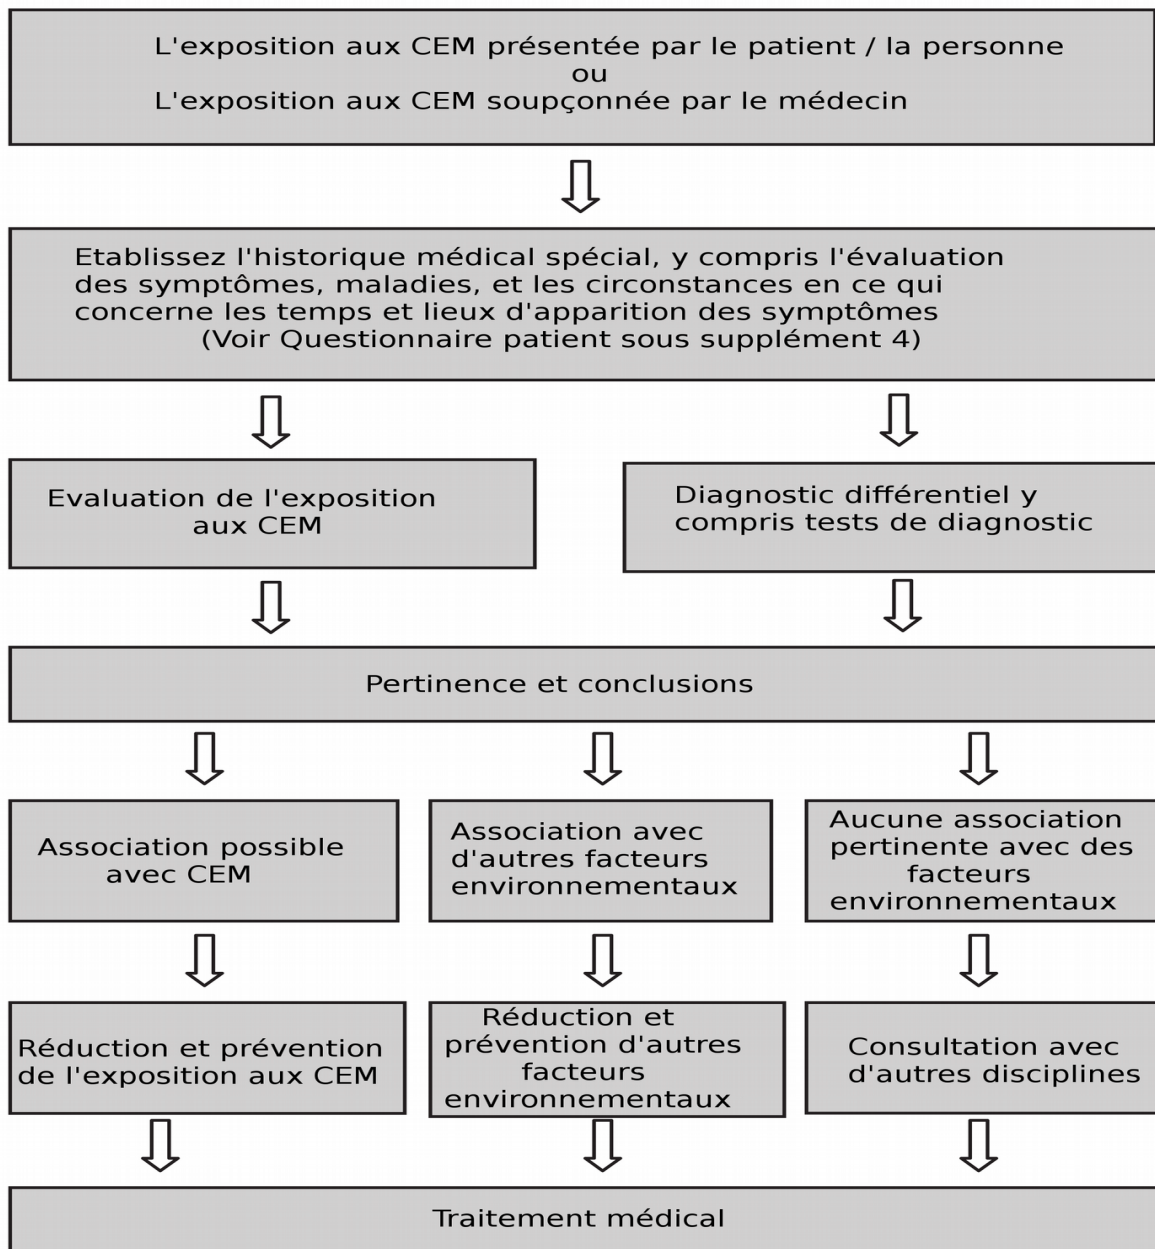 L'exposition aux CEM présentée par le patient / la personne
ou
L'exposition aux CEM soupçonnée par le médecin
Etablissez l'historique médical spécial, y compris l'évaluation
des symptômes, maladies, et les circonstances en ce qui
concerne les temps et lieux d'apparition des symptômes
(Voir Questionnaire patient sous supplément 4)
Evaluation de l'exposition
aux CEM
Diagnostic différentiel y
compris tests de diagnostic
Pertinence et conclusions
Association possible
avec CEM
Association avec
d'autres facteurs
environnementaux
Aucune association
pertinente avec des
facteurs
environnementaux
Réduction et prévention
de l'exposition aux CEM
Réduction et
prévention d'autres
facteurs
environnementaux
Consultation avec
d'autres disciplines
Traitement médical